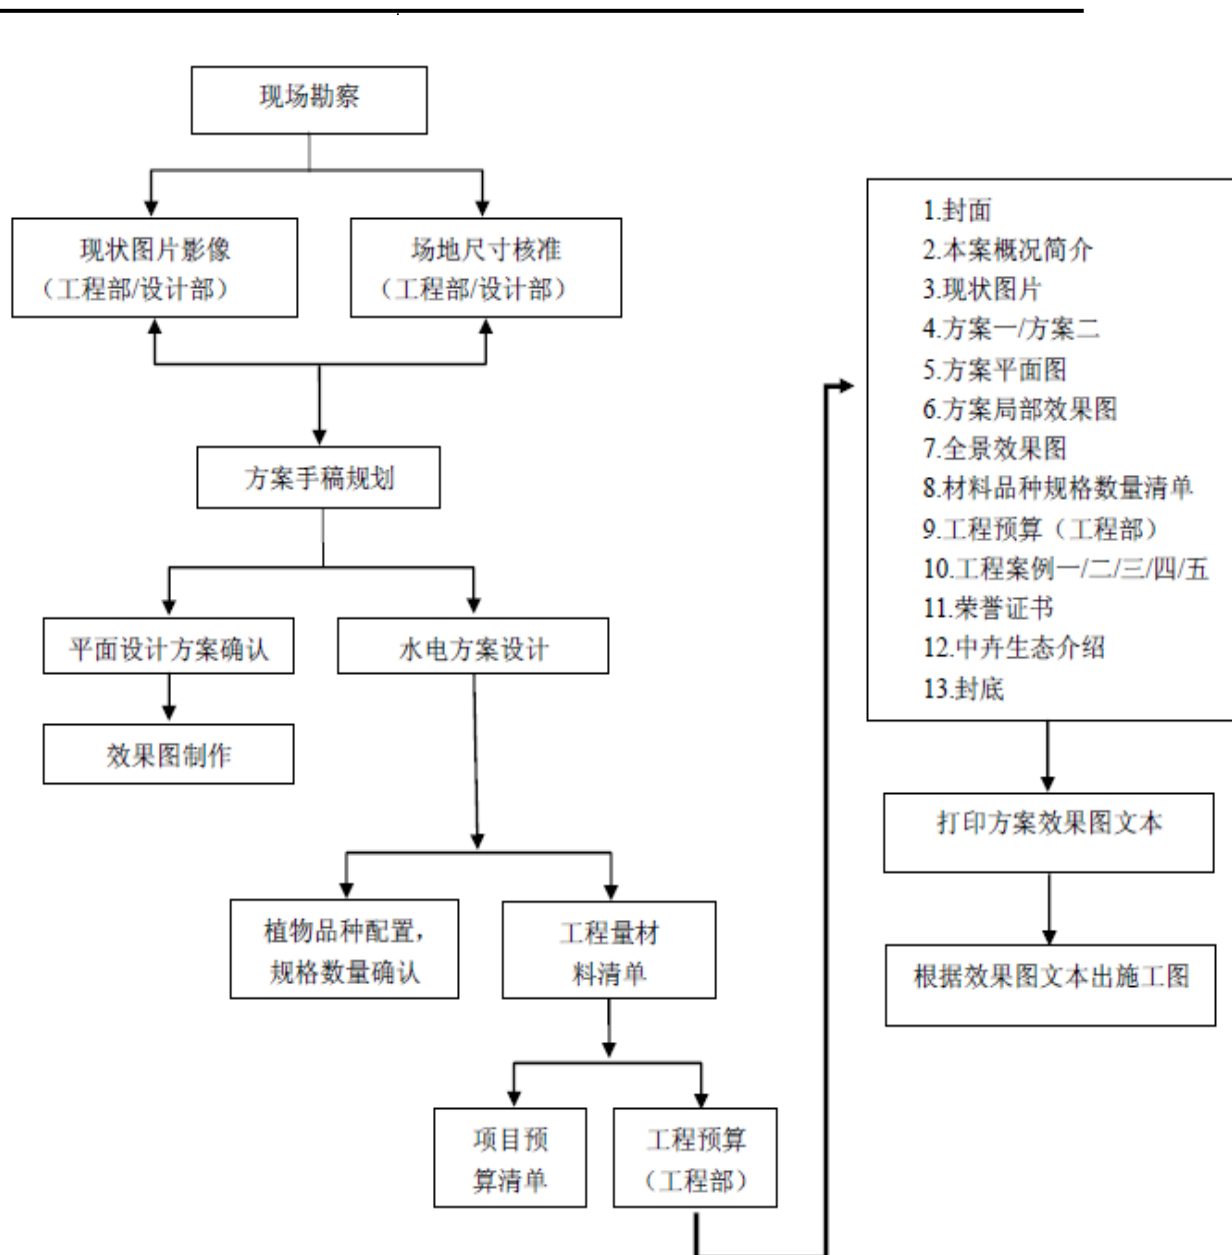 现场勘察
现状图片影像
（工程部/设计部）
场地尺寸核准
（工程部/设计部）
方案手稿规划
平面设计方案确认
水电方案设计
效果图制作
植物品种配置，
规格数量确认
工程量材
料清单
项目预
算清单
工程预算
（工程部）
1.封面
2.本案概况简介
3.现状图片
4.方案一/方案二
5.方案平面图
6.方案局部效果图
7.全景效果图
8.材料品种规格数量清单
9.工程预算（工程部）
10.工程案例一/二/三/四/五
11.荣誉证书
12.中卉生态介绍
13.封底
打印方案效果图文本
根据效果图文本出施工图